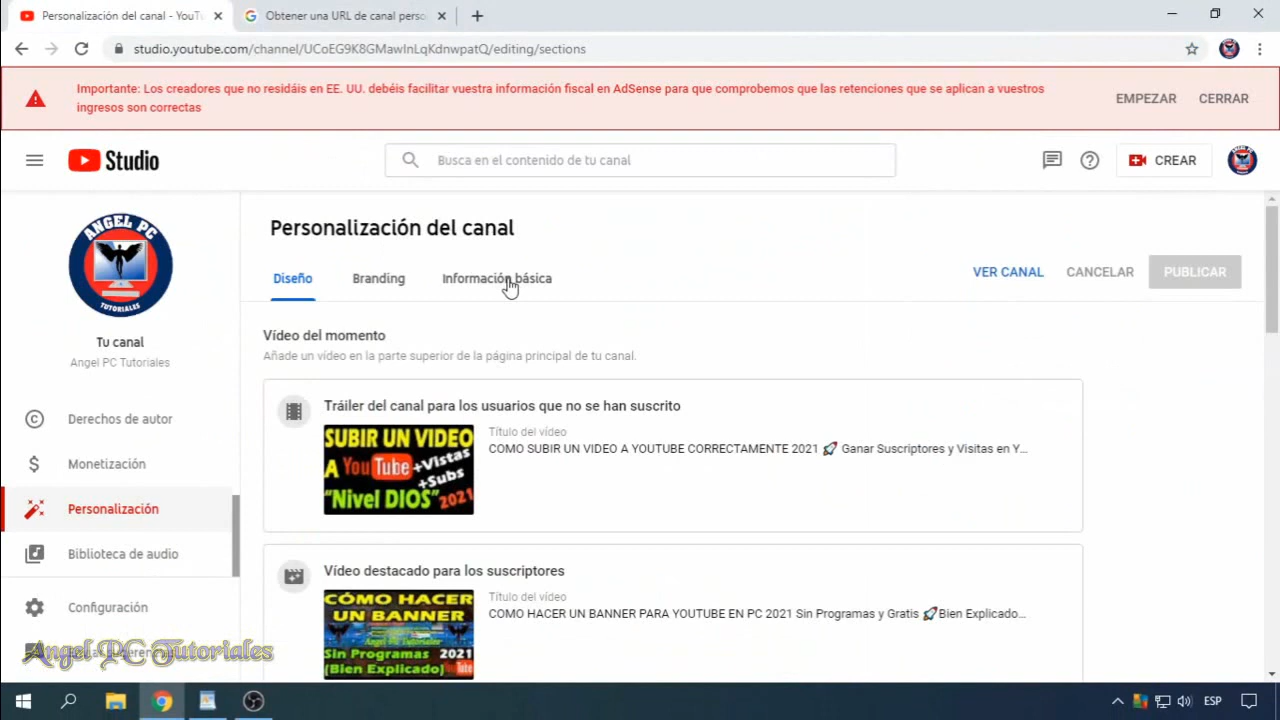 Personalización del canal - YouTu
Obtener una URL de canal perso
studio.youtube.com/channel/UCoEG9K8GMawInLqKdnwpatQ/editing/sections
Importante: Los creadores que no residáis en EE. UU. debéis facilitar vuestra información fiscal en AdSense para que comprobemos que las retenciones que se aplican a vuestros
ingresos son correctas
EMPEZAR
CERRAR
Studio
Busca en el contenido de tu canal
CREAR
ANGEL PC
TUTORIALES
Tu canal
Angel PC Tutoriales
Derechos de autor
Monetización
Personalización
Biblioteca de audio
Configuración
Angel PC Tutoriales
Personalización del canal
Diseño
Branding
Información básica
VER CANAL
CANCELAR
PUBLICAR
Vídeo del momento
Añade un vídeo en la parte superior de la página principal de tu canal.
Tráiler del canal para los usuarios que no se han suscrito
SUBIR UN VIDEO
A YouTube +Vistas
+Subs
"Nivel DIOS" 2021
Título del vídeo
COMO SUBIR UN VIDEO A YOUTUBE CORRECTAMENTE 2021 🚀 Ganar Suscriptores y Visitas en Y...
Vídeo destacado para los suscriptores
CÓMO HACER
UN BANNER
Angel PC Tutoriales
Sin Programas 2021
(Bien Explicado)
Título del vídeo
COMO HACER UN BANNER PARA YOUTUBE EN PC 2021 Sin Programas y Gratis 🚀Bien Explicado...
ESP